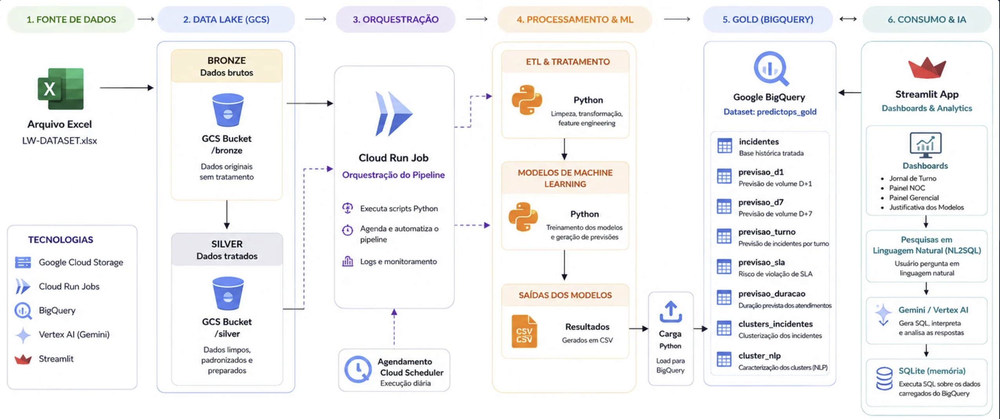 1. FONTE DE DADOS
2. DATA LAKE (GCS)
3. ORQUESTRAÇÃO
4. PROCESSAMENTO & ML
5. GOLD (BIGQUERY)
6. CONSUMO & IA
X
Arquivo Excel
LW-DATASET.xlsx
TECNOLOGIAS
Google Cloud Storage
Cloud Run Jobs
BigQuery
Vertex AI (Gemini)
Streamlit
BRONZE
Dados brutos
GCS Bucket
/bronze
Dados originais
sem tratamento
SILVER
Dados tratados
GCS Bucket
/silver
Dados limpos,
padronizados e
preparados
Cloud Run Job
Orquestração do Pipeline
Executa scripts Python
Agenda e automatiza o
pipeline
Logs e monitoramento
Agendamento
Cloud Scheduler
Execução diária
ETL & TRATAMENTO
Python
Limpeza, transformação,
feature engineering
MODELOS DE MACHINE
LEARNING
Python
Treinamento dos modelos
e geração de previsões
SAÍDAS DOS MODELOS
CSV
CSV
Resultados
Gerados em CSV
Carga
Python
Load para
BigQuery
Google BigQuery
Dataset: predictops_gold
incidentes
Base histórica tratada
previsao_d1
Previsão de volume D+1
previsao_d7
Previsão de volume D+7
previsao_turno
Previsão de incidentes por turno
previsao_sla
Risco de violação de SLA
previsao_duracao
Duração prevista dos atendimentos
clusters_incidentes
Clusterização dos incidentes
cluster_nlp
Caracterização dos clusters (NLP)
Streamlit App
Dashboards & Analytics
Dashboards
• Jornal de Turno
• Painel NOC
• Painel Gerencial
• Justificativa dos Modelos
Pesquisas em
Linguagem Natural (NL2SQL)
Usuário pergunta em
linguagem natural
Gemini / Vertex AI
Gera SQL, interpreta
e analisa as respostas
SQLite (memória)
Executa SQL sobre os dados
carregados do BigQuery